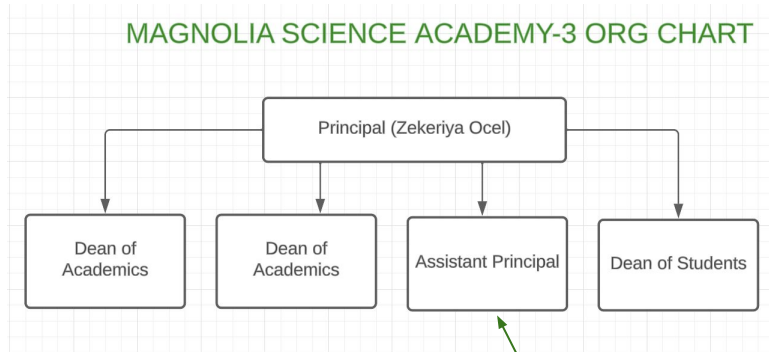 MAGNOLIA SCIENCE ACADEMY-3 ORG CHART
Principal (Zekeriya Ocel)
Dean of
Academics
Dean of
Academics
Assistant Principal
Dean of Students